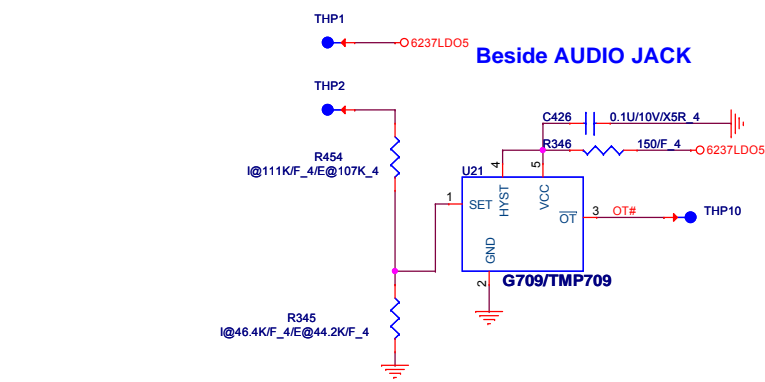 THP1
6237LDO5
Beside AUDIO JACK
THP2
C426 0.1U/10V/X5R_4
R346 150/F_4
6237LDO5
R454
I@111K/F_4/E@107K_4
U21
4
5
1
SET
HYST
VCC
OT
3
OT#
THP10
GND
2
G709/TMP709
R345
I@46.4K/F_4/E@44.2K/F_4